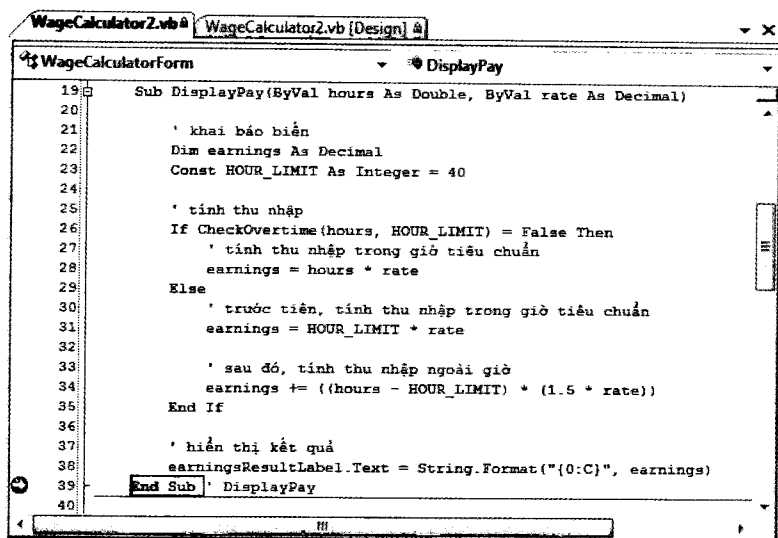 WageCalculator2.vb WageCalculator2.vb [Design]
WageCalculatorForm DisplayPay
19 Sub DisplayPay(ByVal hours As Double, ByVal rate As Decimal)
20
21 ' khai báo biến
22 Dim earnings As Decimal
23 Const HOUR_LIMIT As Integer = 40
24
25 ' tính thu nhập
26 If CheckOvertime(hours, HOUR_LIMIT) = False Then
27 ' tính thu nhập trong giờ tiêu chuẩn
28 earnings = hours * rate
29 Else
30 ' trước tiên, tính thu nhập trong giờ tiêu chuẩn
31 earnings = HOUR_LIMIT * rate
32
33 ' sau đó, tính thu nhập ngoài giờ
34 earnings += ((hours - HOUR_LIMIT) * (1.5 * rate))
35 End If
36
37 ' hiển thị kết quả
38 earningsResultLabel.Text = String.Format("{0:C}", earnings)
39 End Sub ' DisplayPay
40